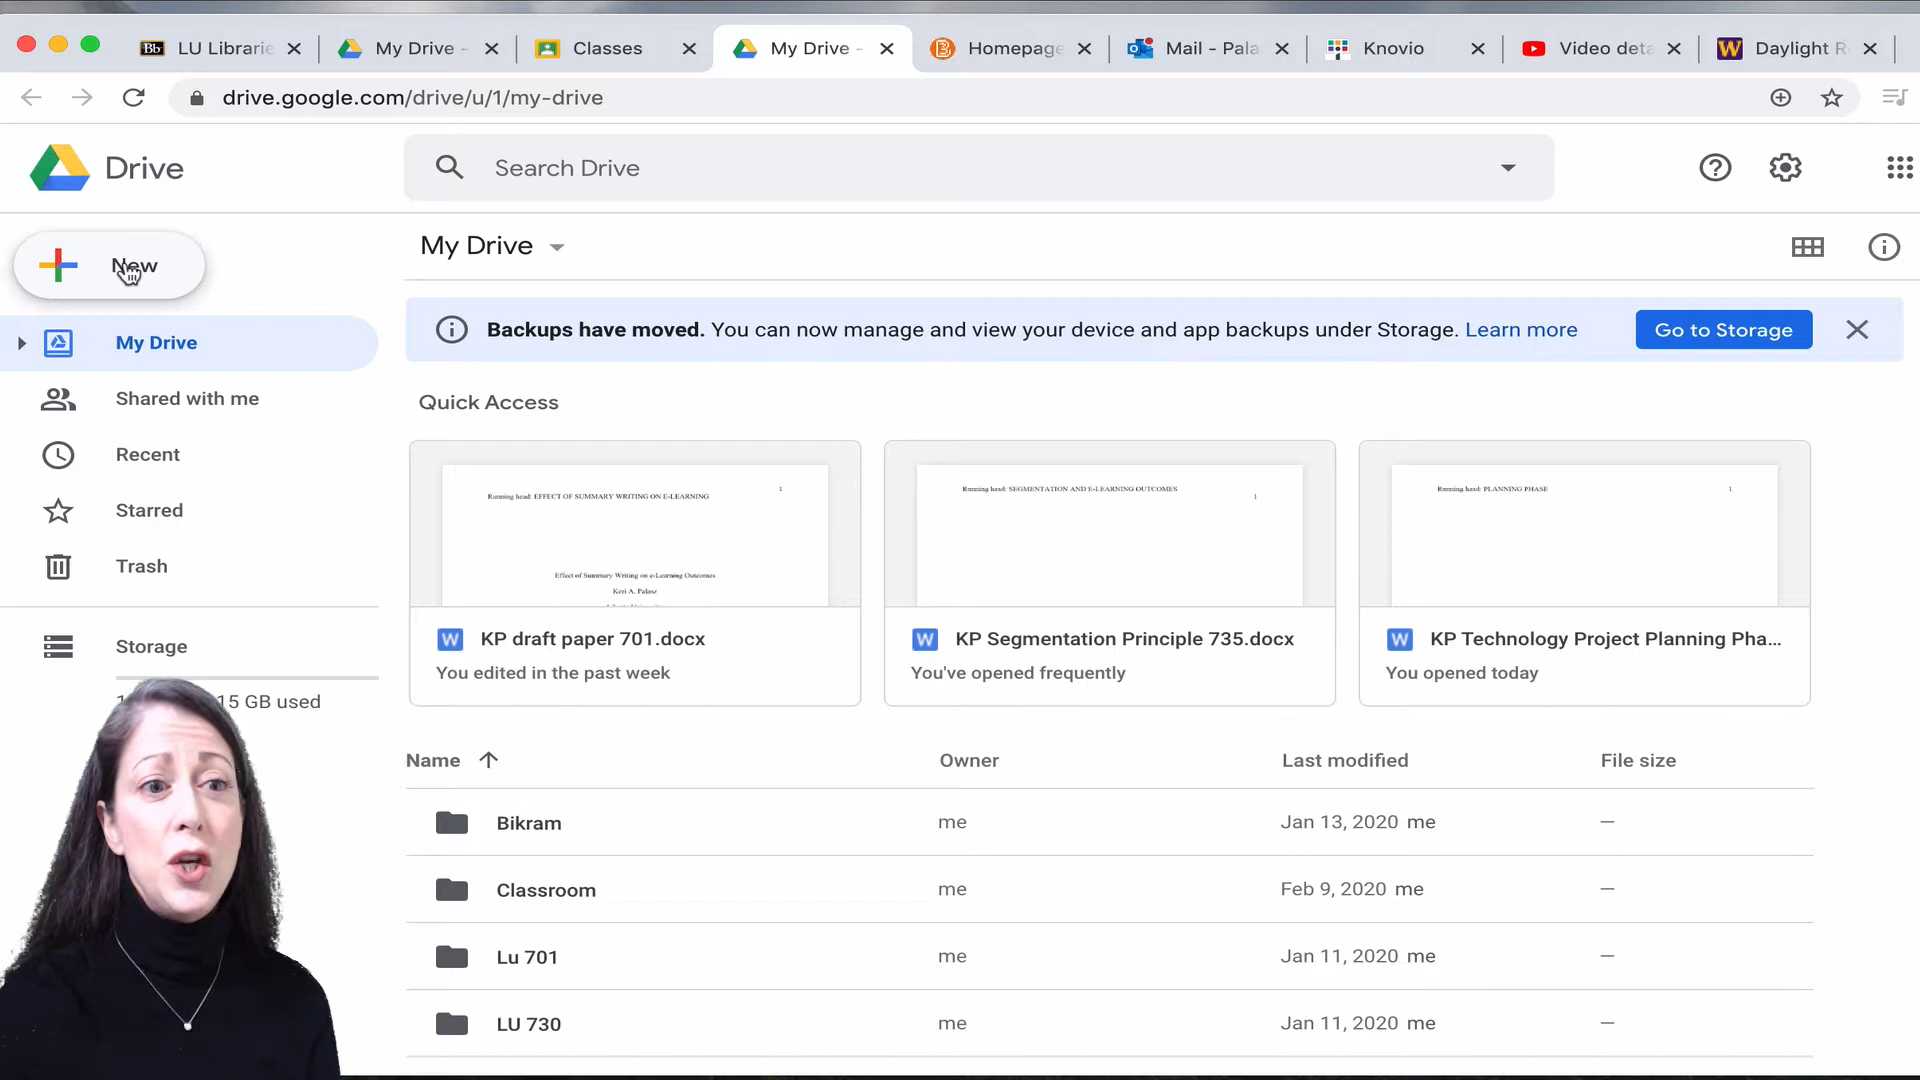 Bb LU Librarie
My Drive -
Classes
My Drive -
B Homepage
Mail - Pala
Knovio
Video deta
W Daylight R
drive.google.com/drive/u/1/my-drive
Drive
Search Drive
New
My Drive
My Drive
Shared with me
Recent
Starred
Trash
Storage
15 GB used
Backups have moved. You can now manage and view your device and app backups under Storage. Learn more
Go to Storage
Quick Access
Running head: EFFECT OF SUMMARY WRITING ON E-LEARNING 1
Effect of Summary Writing on e-Learning Outcomes
Keri A. Palasz
W KP draft paper 701.docx
You edited in the past week
Running head: SEGMENTATION AND E-LEARNING OUTCOMES 1
W KP Segmentation Principle 735.docx
You've opened frequently
Running head: PLANNING PHASE 1
W KP Technology Project Planning Pha...
You opened today
Name Owner Last modified File size
Bikram me Jan 13, 2020 me —
Classroom me Feb 9, 2020 me —
Lu 701 me Jan 11, 2020 me —
LU 730 me Jan 11, 2020 me —